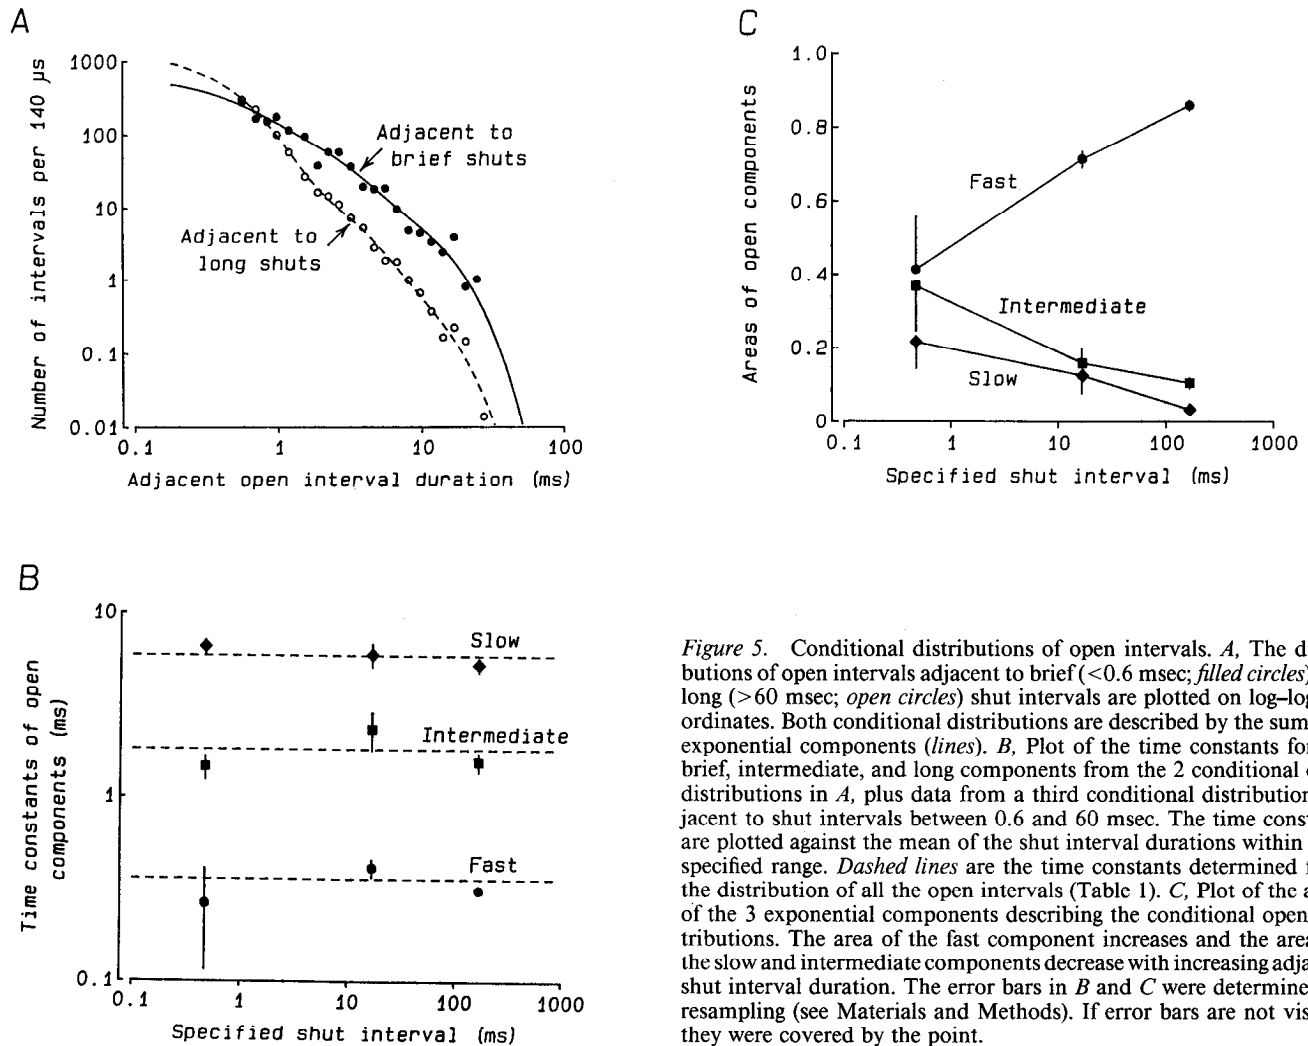 A
Number of intervals per 140 µs
1000
100
10
1
0.1
0.01
Adjacent to
brief shuts
Adjacent to
long shuts
0.1 1 10 100
Adjacent open interval duration (ms)
C
Areas of open components
1.0
0.8
0.6
0.4
0.2
0
Fast
Intermediate
Slow
0.1 1 10 100 1000
Specified shut interval (ms)
B
Time constants of open
components (ms)
10
1
0.1
Slow
Intermediate
Fast
0.1 1 10 100 1000
Specified shut interval (ms)
Figure 5. Conditional distributions of open intervals. A, The di
butions of open intervals adjacent to brief (<0.6 msec; filled circles)
long (>60 msec; open circles) shut intervals are plotted on log–log
ordinates. Both conditional distributions are described by the sum
exponential components (lines). B, Plot of the time constants for
brief, intermediate, and long components from the 2 conditional
distributions in A, plus data from a third conditional distribution
jacent to shut intervals between 0.6 and 60 msec. The time const
are plotted against the mean of the shut interval durations within
specified range. Dashed lines are the time constants determined f
the distribution of all the open intervals (Table 1). C, Plot of the a
of the 3 exponential components describing the conditional open
tributions. The area of the fast component increases and the area
the slow and intermediate components decrease with increasing adja
shut interval duration. The error bars in B and C were determine
resampling (see Materials and Methods). If error bars are not vis
they were covered by the point.